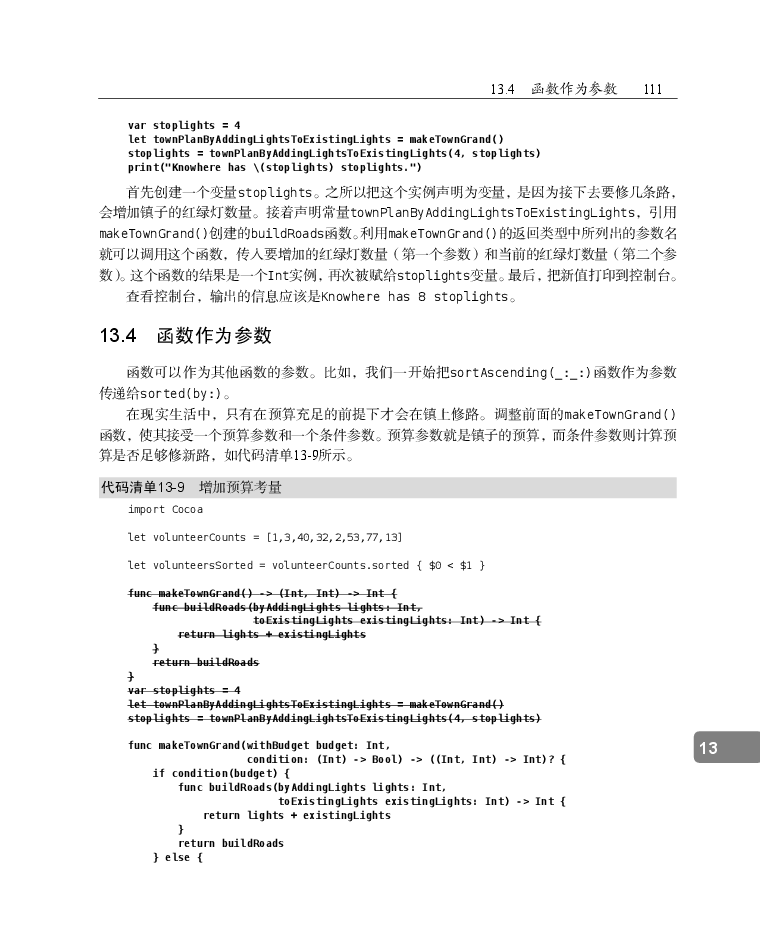 13.4 函数作为参数 111
var stoplights = 4
let townPlanByAddingLightsToExistingLights = makeTownGrand()
stoplights = townPlanByAddingLightsToExistingLights(4, stoplights)
print("Knowhere has \(stoplights) stoplights.")
首先创建一个变量stoplights。之所以把这个实例声明为变量，是因为接下去要修几条路，
会增加镇子的红绿灯数量。接着声明常量townPlanByAddingLightsToExistingLights，引用
makeTownGrand()创建的buildRoads函数。利用makeTownGrand()的返回类型中所列出的参数名
就可以调用这个函数，传入要增加的红绿灯数量（第一个参数）和当前的红绿灯数量（第二个参
数）。这个函数的结果是一个Int实例，再次被赋给stoplights变量。最后，把新值打印到控制台。
查看控制台，输出的信息应该是Knowhere has 8 stoplights。
13.4 函数作为参数
函数可以作为其他函数的参数。比如，我们一开始把sortAscending(_:_:)函数作为参数
传递给sorted(by:)。
在现实生活中，只有在预算充足的前提下才会在镇上修路。调整前面的makeTownGrand()
函数，使其接受一个预算参数和一个条件参数。预算参数就是镇子的预算，而条件参数则计算预
算是否足够修新路，如代码清单13-9所示。
代码清单13-9 增加预算考量
import Cocoa
let volunteerCounts = [1,3,40,32,2,53,77,13]
let volunteersSorted = volunteerCounts.sorted { $0 < $1 }
func makeTownGrand() -> (Int, Int) -> Int {
func buildRoads(byAddingLights lights: Int,
toExistingLights existingLights: Int) -> Int {
return lights + existingLights
}
return buildRoads
}
var stoplights = 4
let townPlanByAddingLightsToExistingLights = makeTownGrand()
stoplights = townPlanByAddingLightsToExistingLights(4, stoplights)
func makeTownGrand(withBudget budget: Int,
condition: (Int) -> Bool) -> ((Int, Int) -> Int)? {
13
if condition(budget) {
func buildRoads(byAddingLights lights: Int,
toExistingLights existingLights: Int) -> Int {
return lights + existingLights
}
return buildRoads
} else {